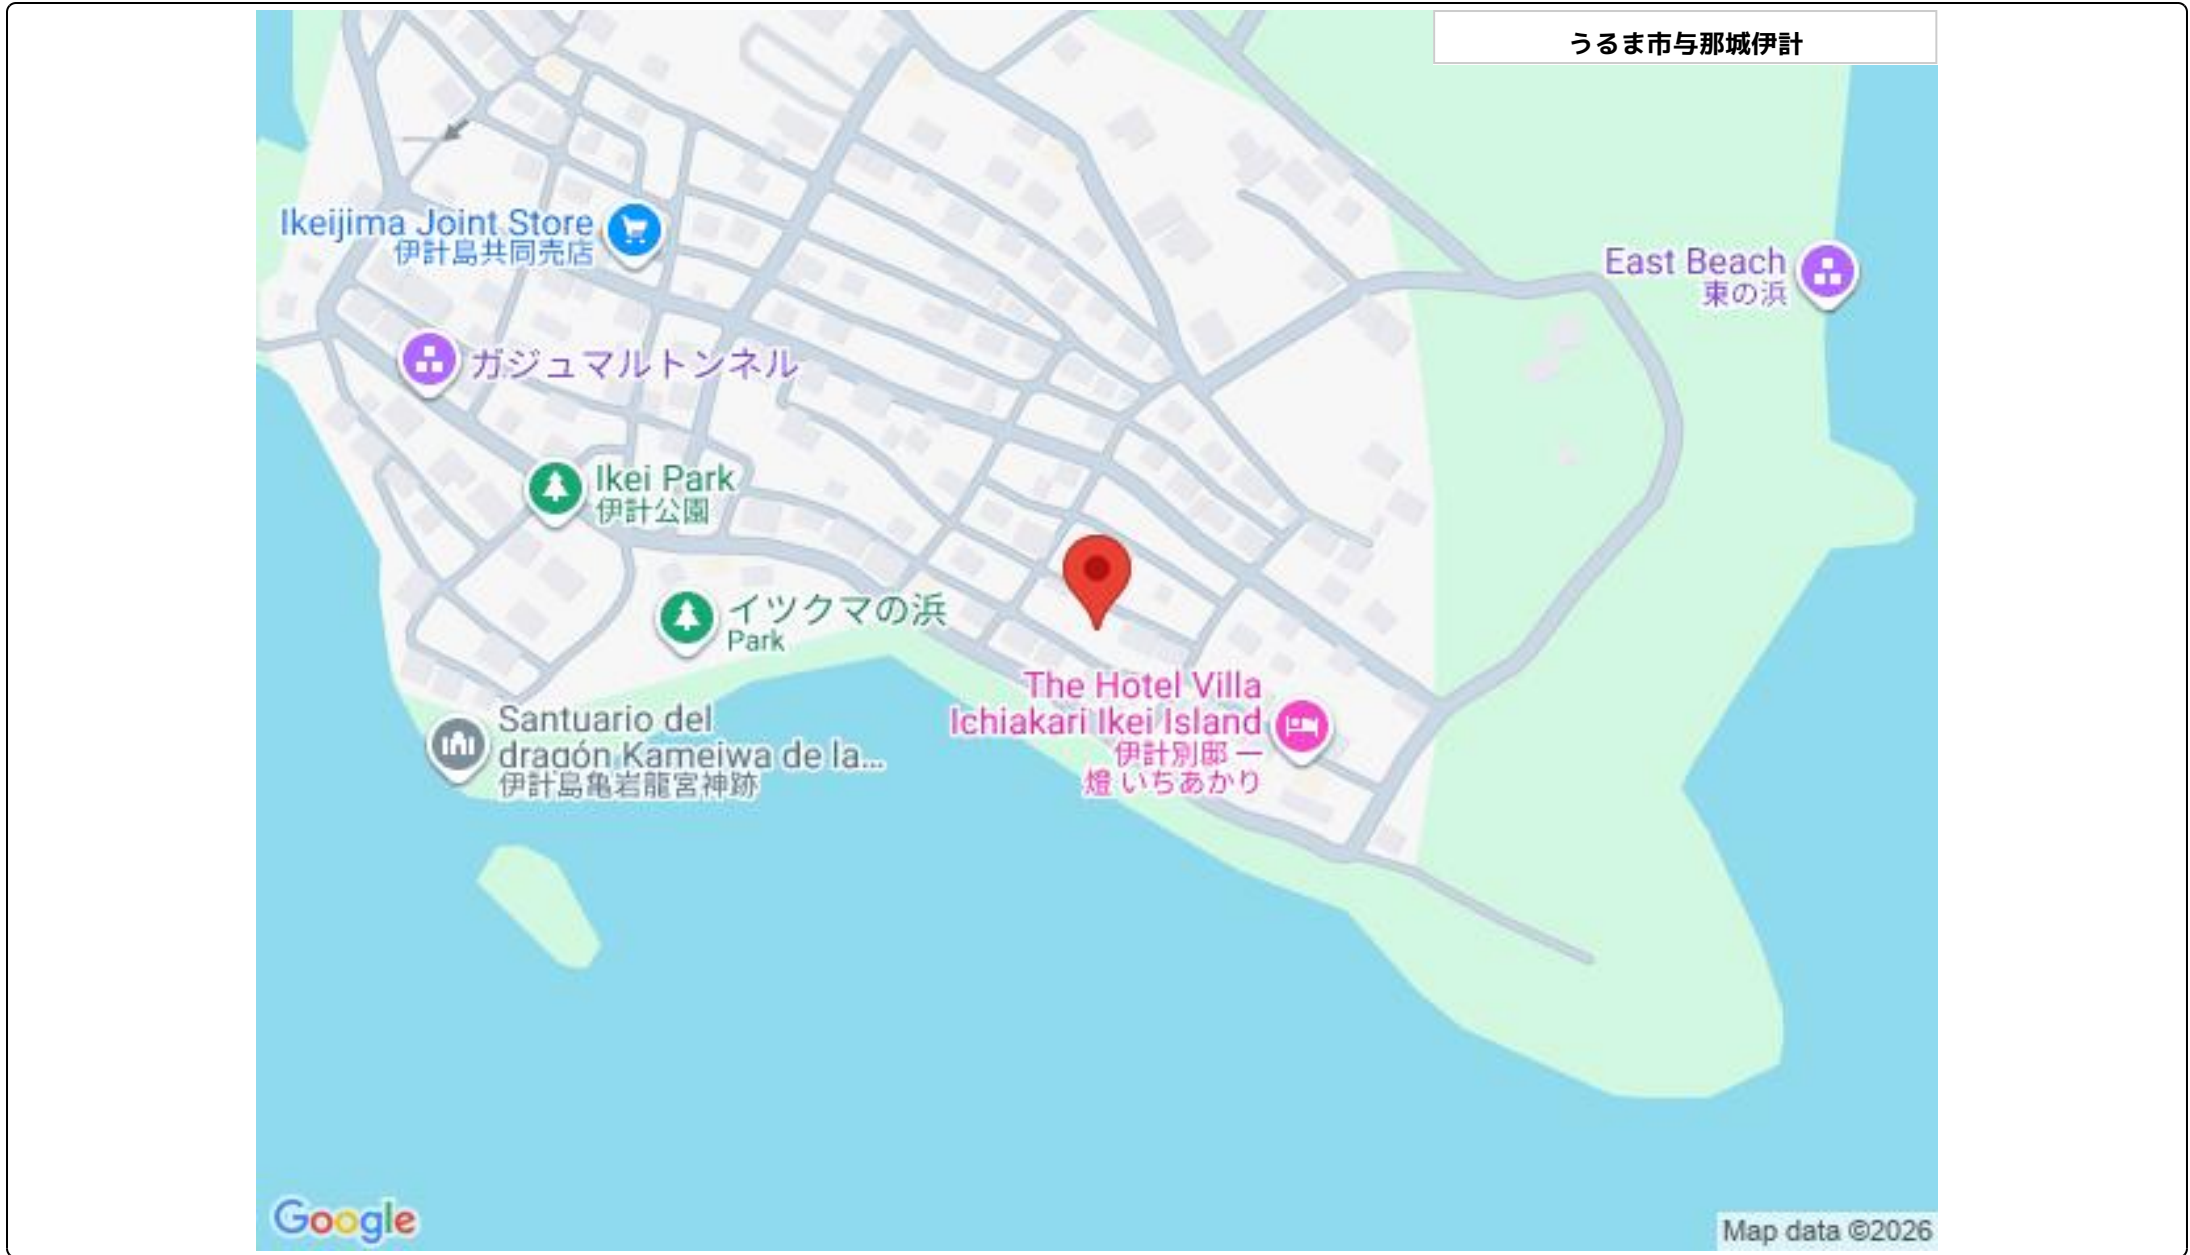 うるま市与那城伊計
Ikeijima Joint Store
伊計島共同売店
East Beach
東の浜
ガジュマルトンネル
Ikei Park
伊計公園
イツクマの浜
Park
The Hotel Villa
Ichiakari Ikei Island
伊計別邸 一
燈 いちあかり
Santuario del
dragón Kameiwa de la...
伊計島亀岩龍宮神跡
Google
Map data ©2026